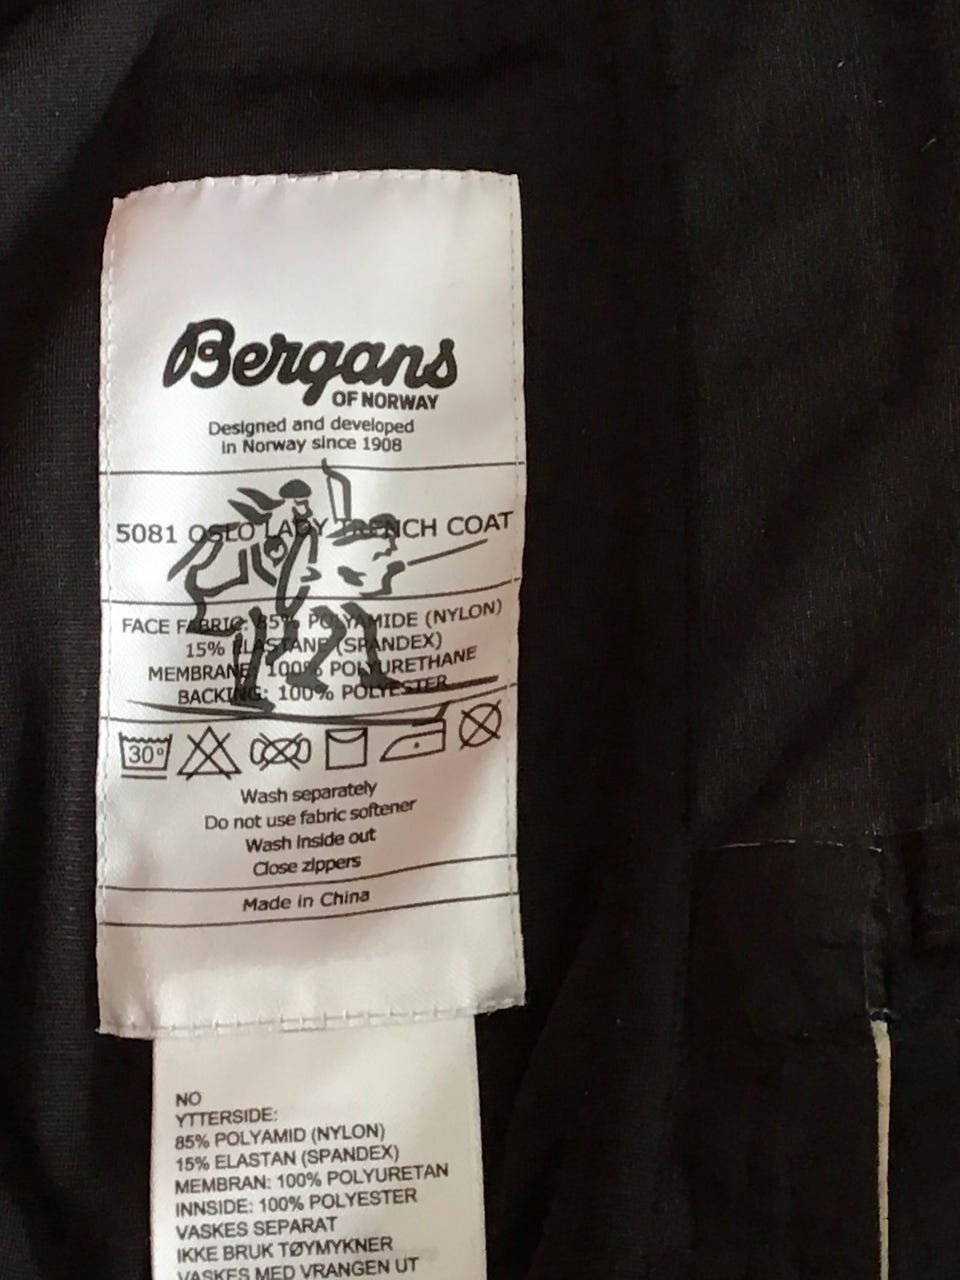 Bergans
OF NORWAY
Designed and developed
in Norway since 1908
5081 OSLO LADY TRENCH COAT
FACE FABRIC: 85% POLYAMIDE (NYLON)
15% ELASTANE (SPANDEX)
MEMBRANE: 100% POLYURETHANE
BACKING: 100% POLYESTER
30°
Wash separately
Do not use fabric softener
Wash inside out
Close zippers
Made in China
NO
YTTERSIDE:
85% POLYAMID (NYLON)
15% ELASTAN (SPANDEX)
MEMBRAN: 100% POLYURETAN
INNSIDE: 100% POLYESTER
VASKES SEPARAT
IKKE BRUK TØYMYKNER
VASKES MED VRANGEN UT